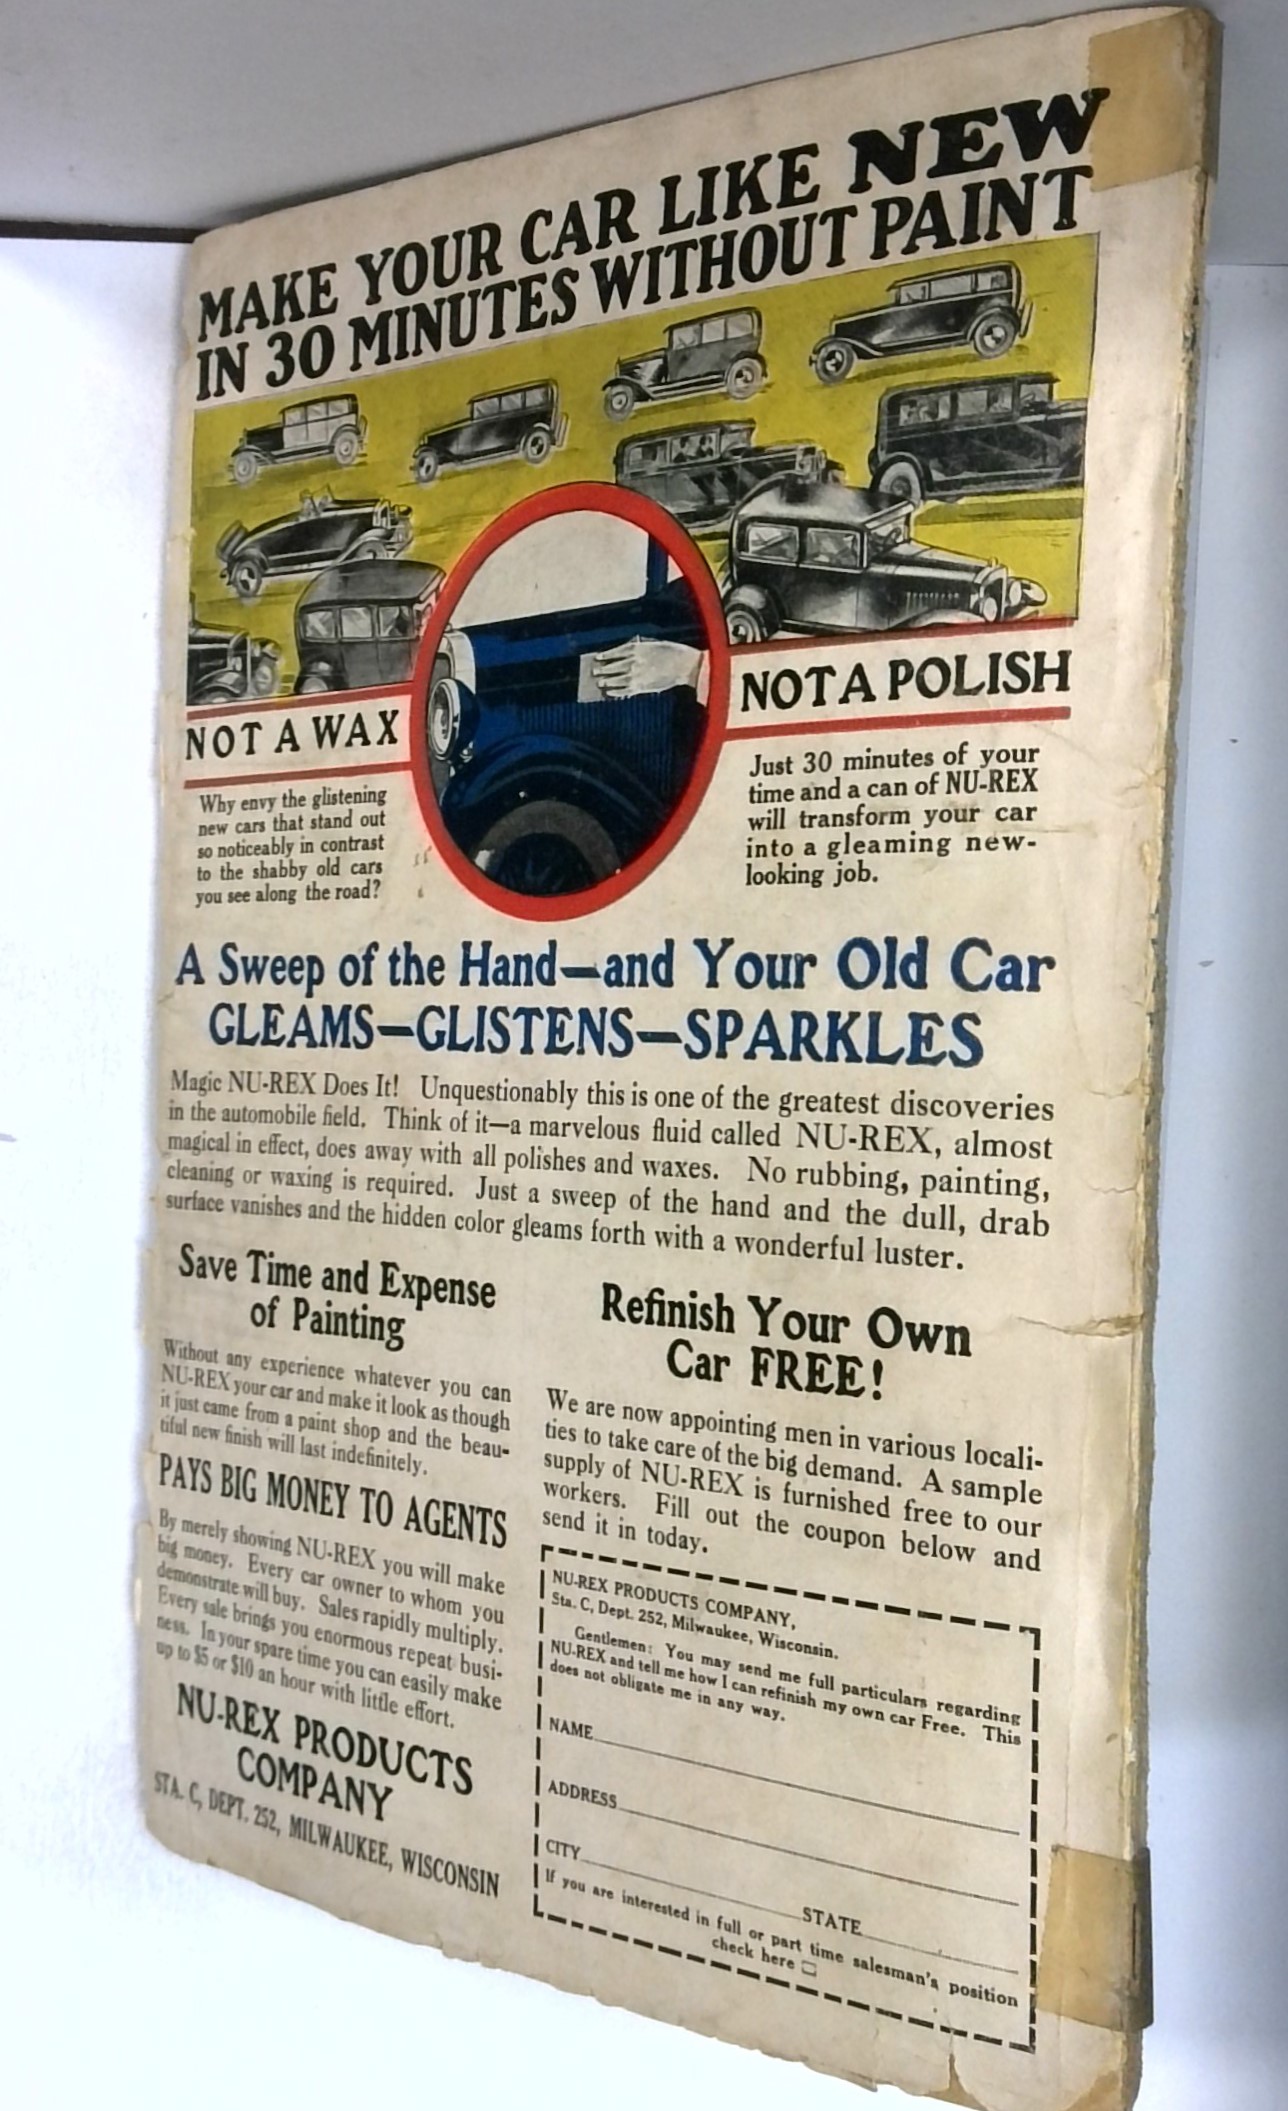 MAKE YOUR CAR LIKE NEW
IN 30 MINUTES WITHOUT PAINT
NOT A WAX
Why envy the glistening
new cars that stand out
so noticeably in contrast
to the shabby old cars
you see along the road?
NOT A POLISH
Just 30 minutes of your
time and a can of NU-REX
will transform your car
into a gleaming new-
looking job.
A Sweep of the Hand—and Your Old Car
GLEAMS—GLISTENS—SPARKLES
Magic NU-REX Does It! Unquestionably this is one of the greatest discoveries
in the automobile field. Think of it—a marvelous fluid called NU-REX, almost
magical in effect, does away with all polishes and waxes. No rubbing, painting,
cleaning or waxing is required. Just a sweep of the hand and the dull, drab
surface vanishes and the hidden color gleams forth with a wonderful luster.
Save Time and Expense
of Painting
Without any experience whatever you can
NU-REX your car and make it look as though
it just came from a paint shop and the beau-
tiful new finish will last indefinitely.
PAYS BIG MONEY TO AGENTS
By merely showing NU-REX you will make
big money. Every car owner to whom you
demonstrate will buy. Sales rapidly multiply.
Every sale brings you enormous repeat busi-
ness. In your spare time you can easily make
up to $5 or $10 an hour with little effort.
NU-REX PRODUCTS
COMPANY
STA. C, DEPT. 252, MILWAUKEE, WISCONSIN
Refinish Your Own
Car FREE!
We are now appointing men in various locali-
ties to take care of the big demand. A sample
supply of NU-REX is furnished free to our
workers. Fill out the coupon below and
send it in today.
NU-REX PRODUCTS COMPANY,
Sta. C, Dept. 252, Milwaukee, Wisconsin.
Gentlemen: You may send me full particulars regarding
NU-REX and tell me how I can refinish my own car Free. This
does not obligate me in any way.
NAME
ADDRESS
CITY STATE
If you are interested in full or part time salesman's position
check here